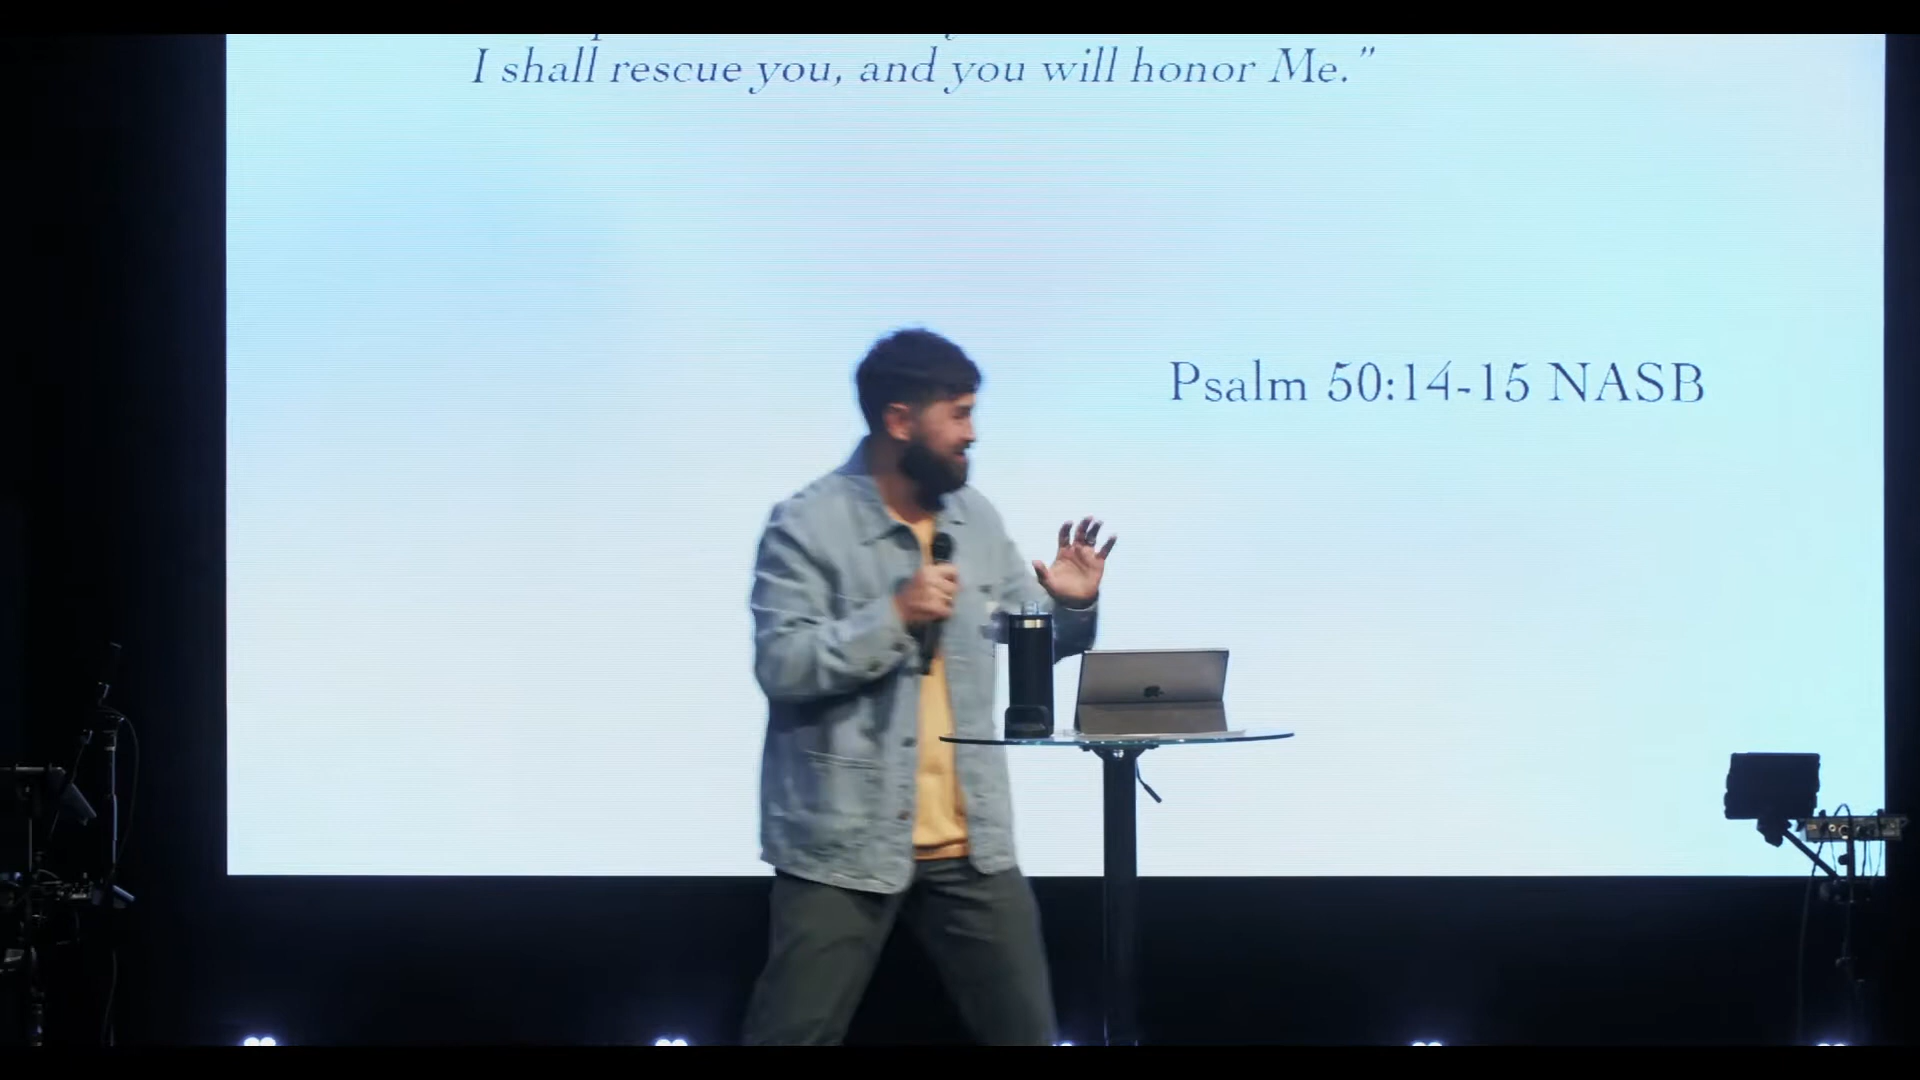 I shall rescue you, and you will honor Me.”
Psalm 50:14-15 NASB